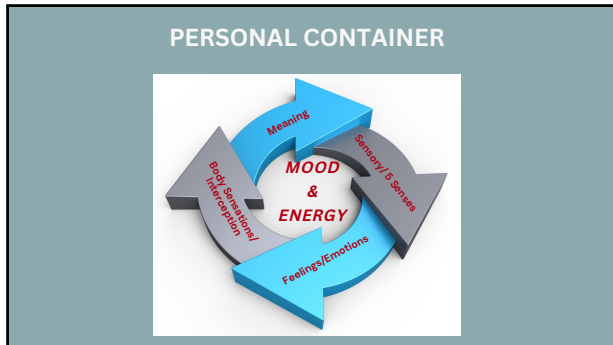 PERSONAL CONTAINER
Meaning
Sensory/ 5 Senses
MOOD
&
ENERGY
Body Sensations/
Interception
Feelings/Emotions